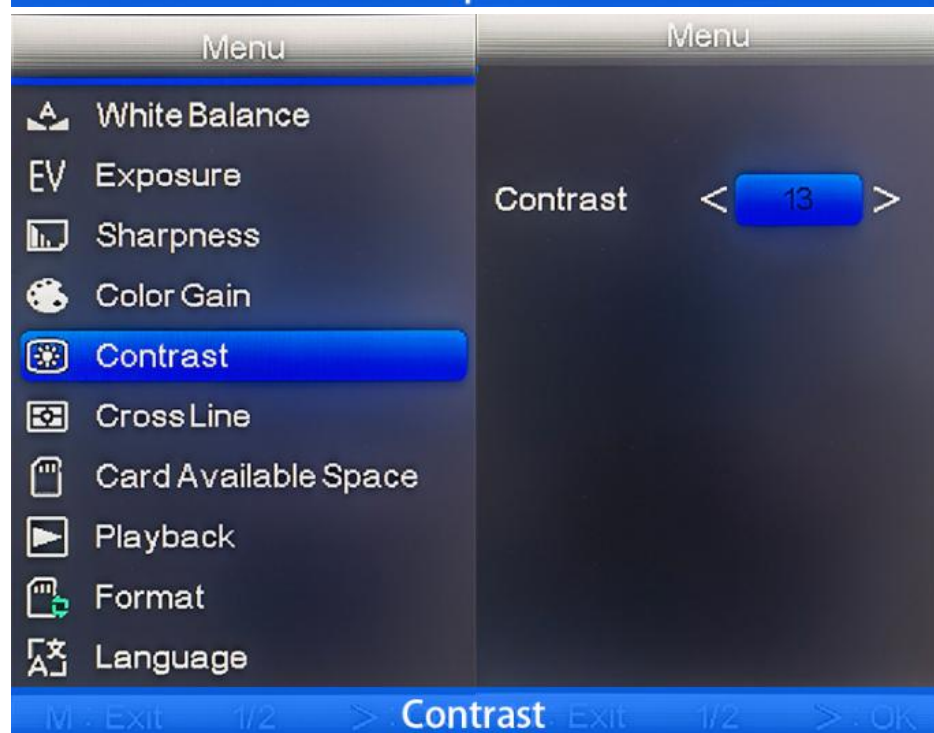 Menu
White Balance
EV Exposure
Sharpness
Color Gain
Contrast
Cross Line
Card Available Space
Playback
Format
Language
M : Exit 1/2 >
Menu
Contrast < 13 >
: Exit 1/2 > : OK
Contrast